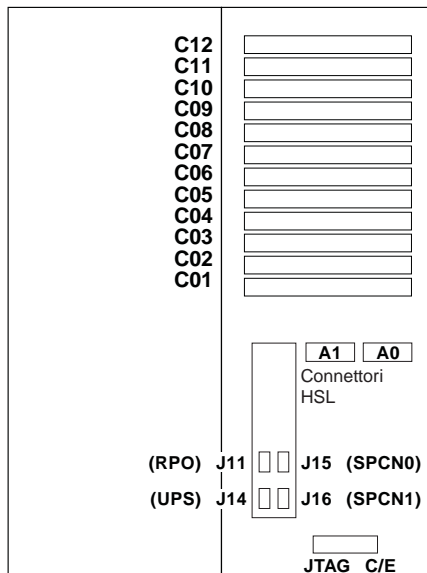 C12
C11
C10
C09
C08
C07
C06
C05
C04
C03
C02
C01
A1 A0
Connettori
HSL
(RPO) J11 J15 (SPCN0)
(UPS) J14 J16 (SPCN1)
JTAG C/E